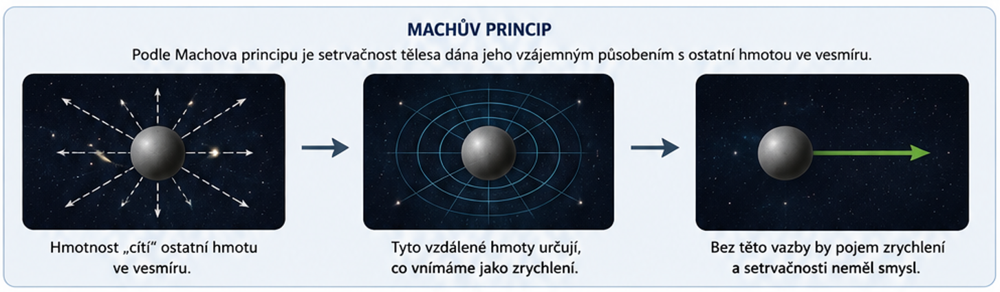 MACHŮV PRINCIP
Podle Machova principu je setrvačnost tělesa dána jeho vzájemným působením s ostatní hmotou ve vesmíru.
Hmotnost „cítí“ ostatní hmotu
ve vesmíru.
Tyto vzdálené hmoty určují,
co vnímáme jako zrychlení.
Bez této vazby by pojem zrychlení
a setrvačnosti neměl smysl.